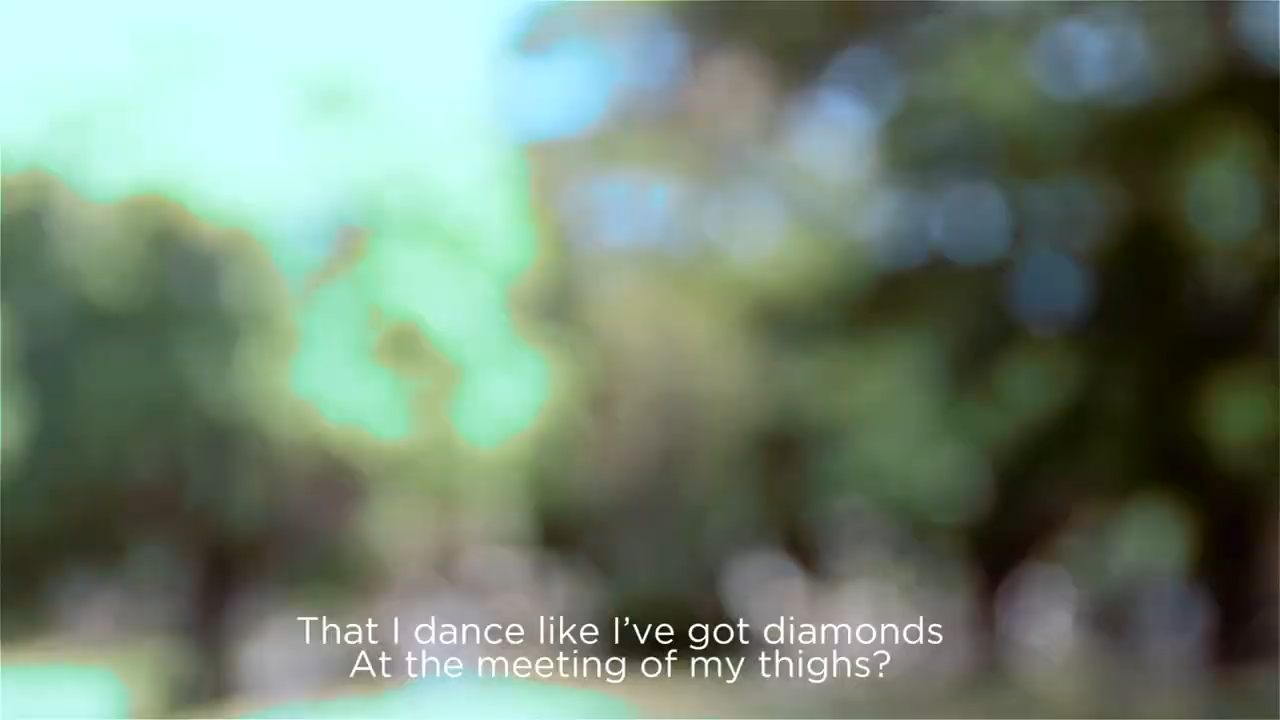 That I dance like I’ve got diamonds
At the meeting of my thighs?